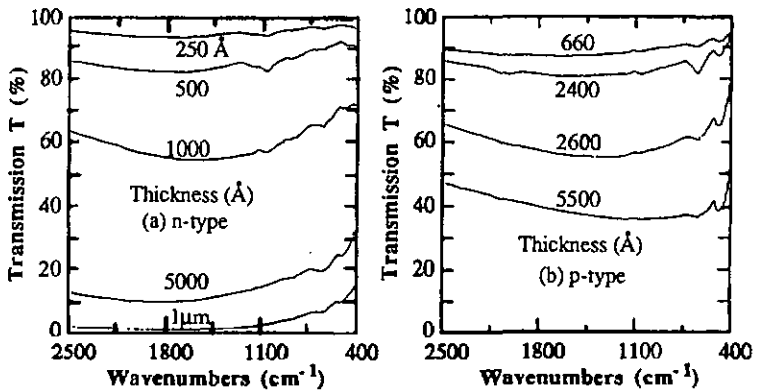 Transmission T (%)
100
80
60
40
20
0
250 Å
500
1000
Thickness (Å)
(a) n-type
5000
1μm
2500 1800 1100 400
Wavenumbers (cm⁻¹)
Transmission T (%)
100
80
60
40
20
0
660
2400
2600
5500
Thickness (Å)
(b) p-type
2500 1800 1100 400
Wavenumbers (cm⁻¹)